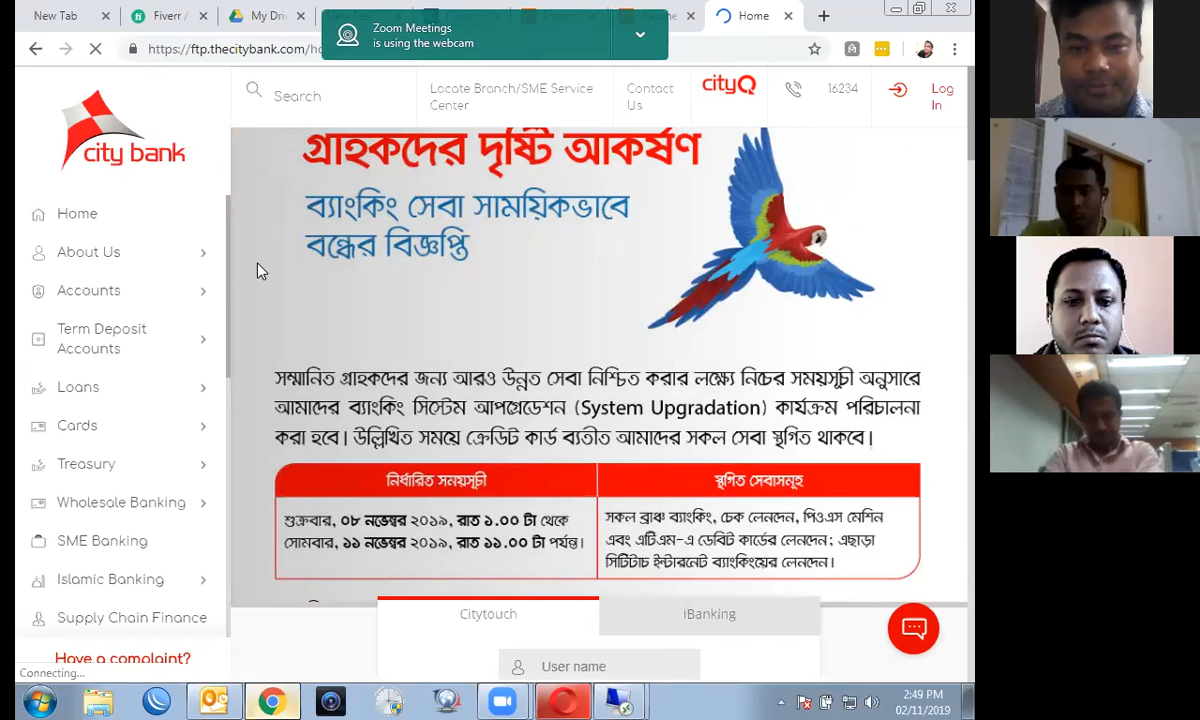 New Tab
Fiverr /
My Dri
Home
Zoom Meetings
is using the webcam
https://ftp.thecitybank.com/h
city bank
Search
Locate Branch/SME Service
Center
Contact
Us
cityQ
16234
Log
In
Home
About Us
Accounts
Term Deposit
Accounts
Loans
Cards
Treasury
Wholesale Banking
SME Banking
Islamic Banking
Supply Chain Finance
Have a complaint?
Connecting...
গ্রাহকদের দৃষ্টি আকর্ষণ
ব্যাংকিং সেবা সাময়িকভাবে
বন্ধের বিজ্ঞপ্তি
সম্মানিত গ্রাহকদের জন্য আরও উন্নত সেবা নিশ্চিত করার লক্ষ্যে নিচের সময়সূচী অনুসারে
আমাদের ব্যাংকিং সিস্টেম আপগ্রেডেশন (System Upgradation) কার্যক্রম পরিচালনা
করা হবে। উল্লিখিত সময়ে ক্রেডিট কার্ড ব্যতীত আমাদের সকল সেবা স্থগিত থাকবে।
নির্ধারিত সময়সূচী
স্থগিত সেবাসমূহ
শুক্রবার, ০৮ নভেম্বর ২০১৯, রাত ১.০০ টা থেকে
সোমবার, ১১ নভেম্বর ২০১৯, রাত ১১.০০ টা পর্যন্ত।
সকল ব্রাঞ্চ ব্যাংকিং, চেক লেনদেন, পিওএস মেশিন
এবং এটিএম-এ ডেবিট কার্ডের লেনদেন; এছাড়া
সিটিটাচ ইন্টারনেট ব্যাংকিংয়ের লেনদেন।
Citytouch
iBanking
User name
2:49 PM
02/11/2019